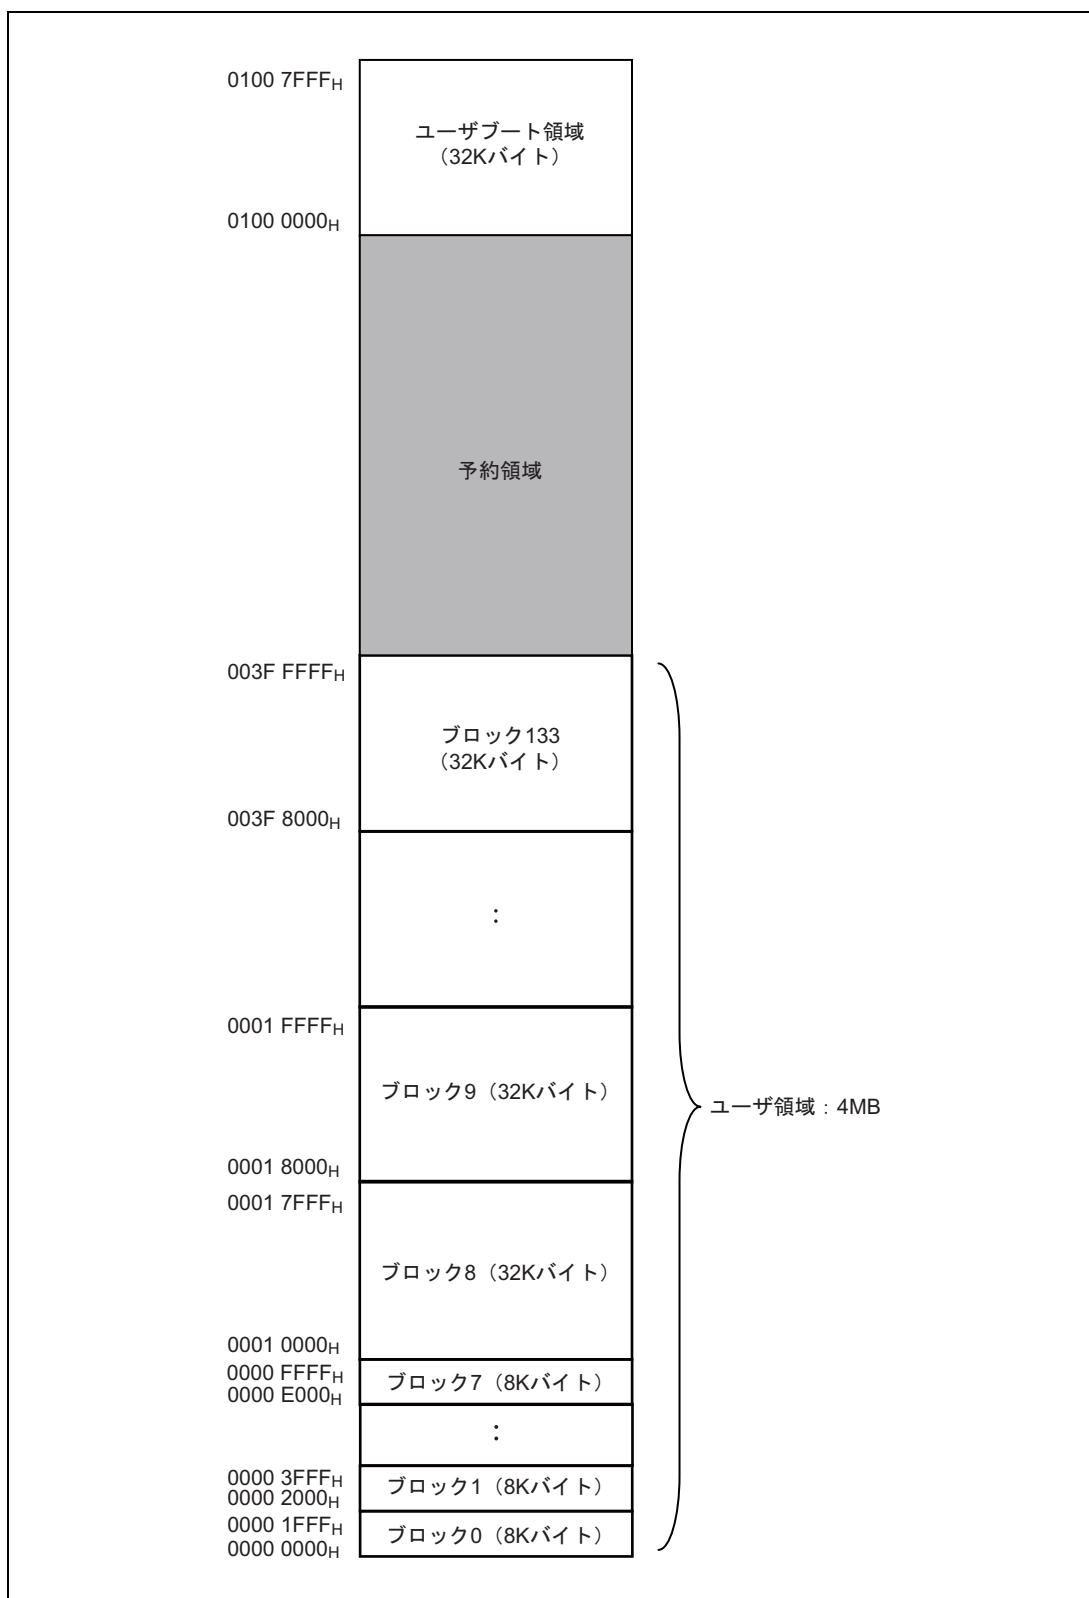 0100 7FFFH
ユーザブート領域
（32Kバイト）
0100 0000H
予約領域
003F FFFFH
ブロック133
（32Kバイト）
003F 8000H
：
0001 FFFFH
ブロック9（32Kバイト）
ユーザ領域：4MB
0001 8000H
0001 7FFFH
ブロック8（32Kバイト）
0001 0000H
0000 FFFFH
ブロック7（8Kバイト）
0000 E000H
：
0000 3FFFH
ブロック1（8Kバイト）
0000 2000H
0000 1FFFH
ブロック0（8Kバイト）
0000 0000H